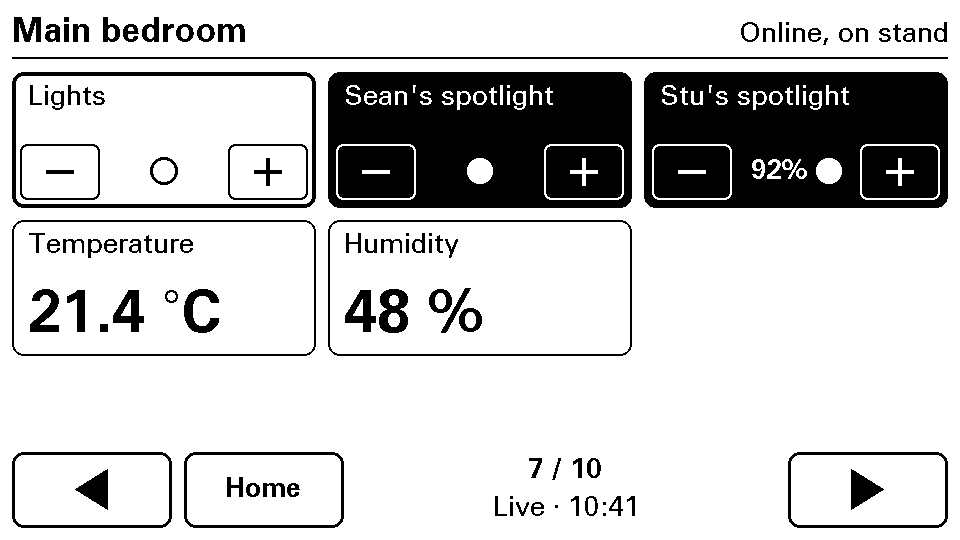 Main bedroom
Online, on stand
Lights
Sean's spotlight
Stu's spotlight
− +
− +
− 92% +
Temperature
Humidity
21.4 °C
48 %
Home
7 / 10
Live · 10:41